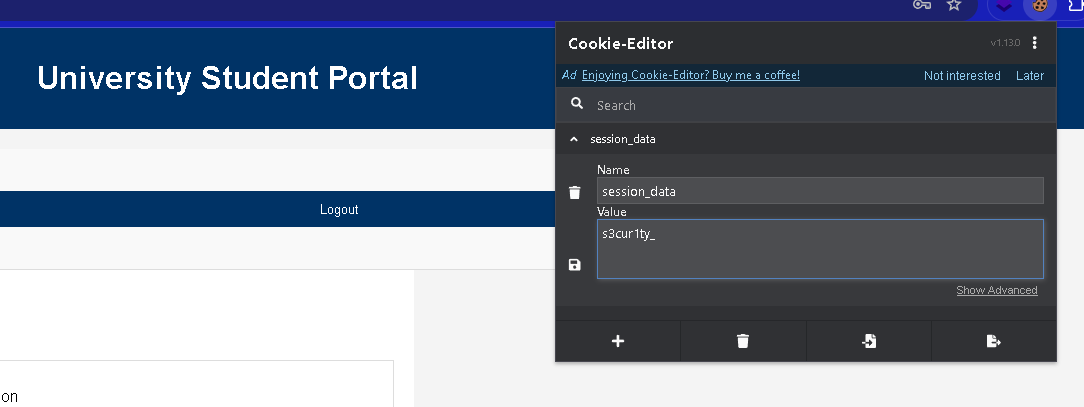 Cookie-Editor
v1.13.0
University Student Portal
Ad Enjoying Cookie-Editor? Buy me a coffee! Not interested Later
Search
session_data
Name
session_data
Logout
Value
s3cur1ty_
Show Advanced
on